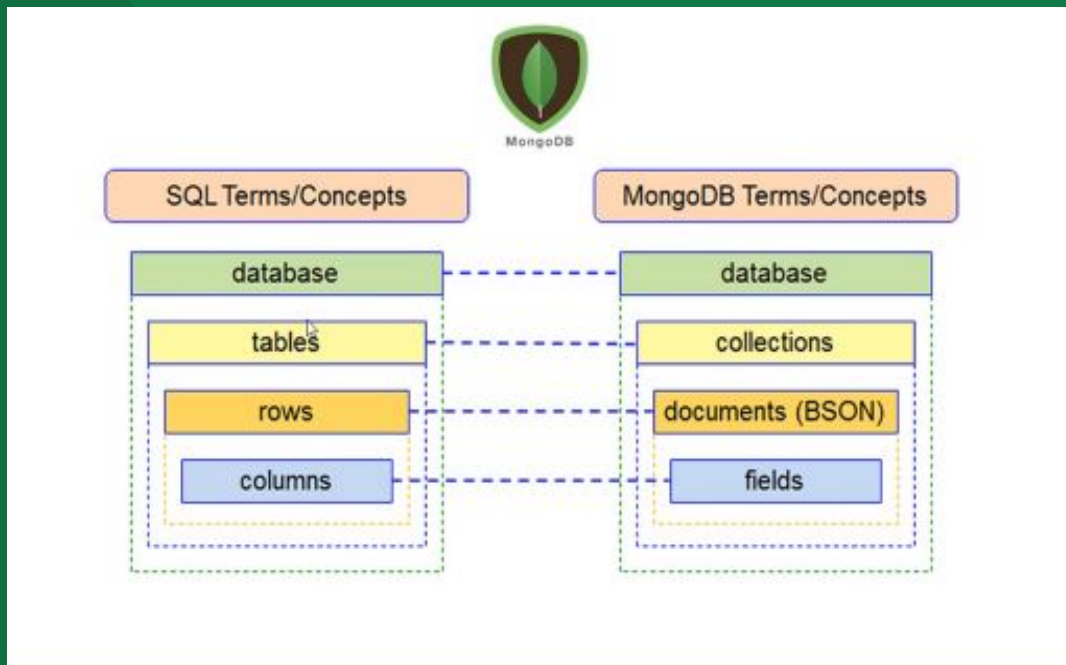 MongoDB
SQL Terms/Concepts
MongoDB Terms/Concepts
database
database
tables
collections
rows
documents (BSON)
columns
fields